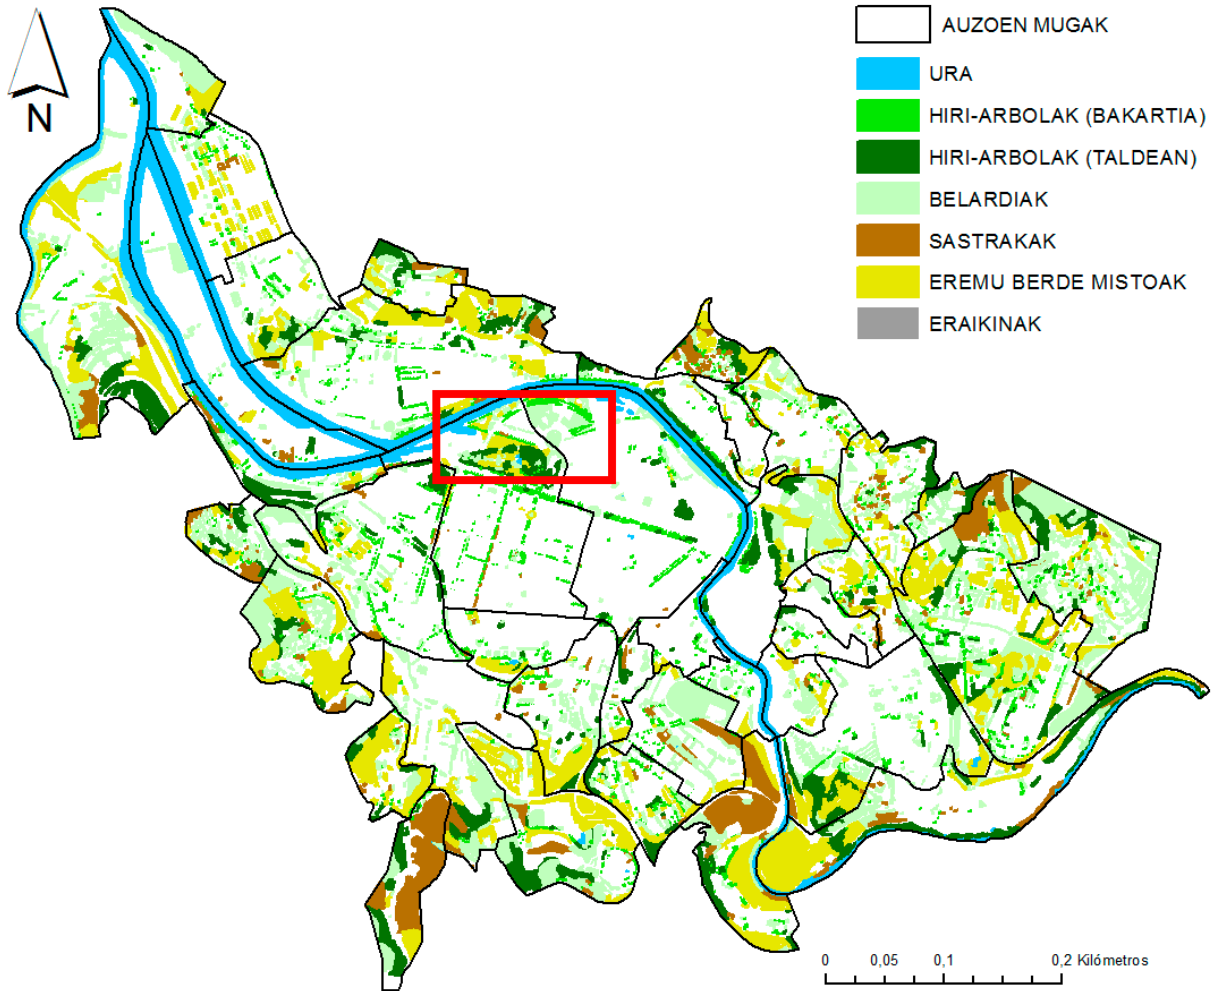 N
AUZOEN MUGAK
URA
HIRI-ARBOLAK (BAKARTIA)
HIRI-ARBOLAK (TALDEAN)
BELARDIAK
SASTRAKAK
EREMU BERDE MISTOAK
ERAIKINAK
0 0,05 0,1 0,2 Kilómetros